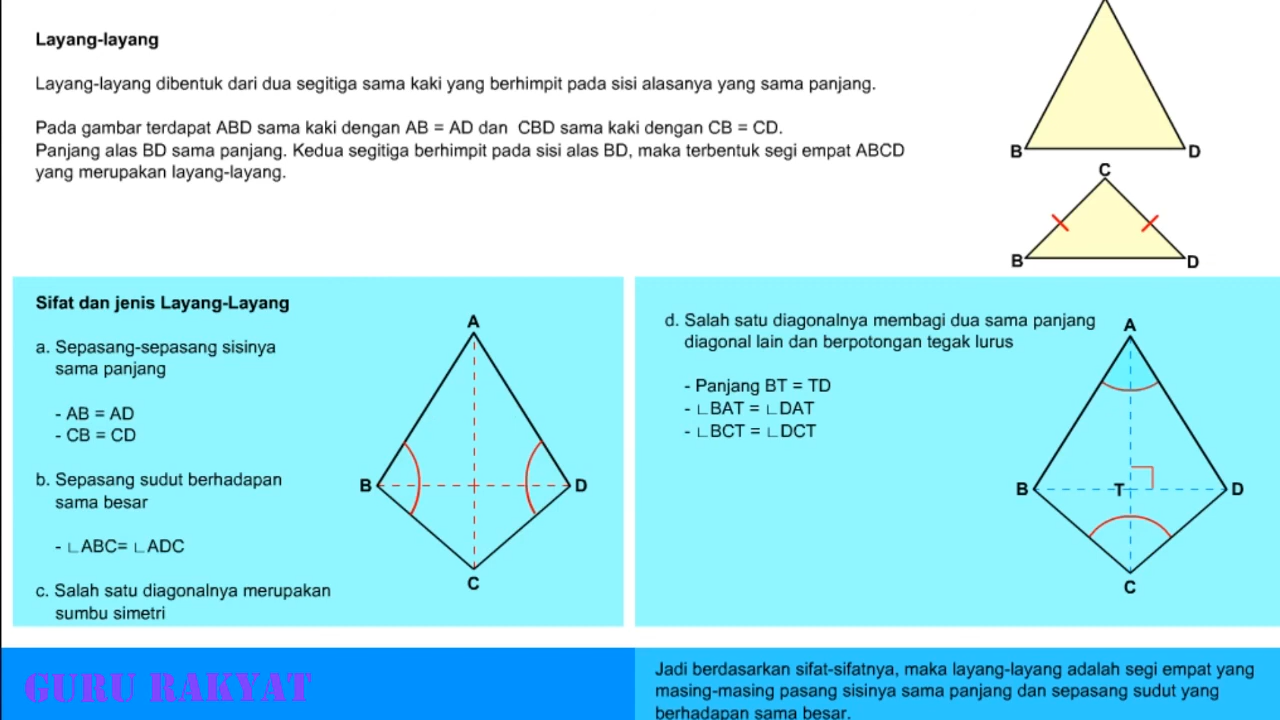 Layang-layang
Layang-layang dibentuk dari dua segitiga sama kaki yang berhimpit pada sisi alasanya yang sama panjang.
Pada gambar terdapat ABD sama kaki dengan AB = AD dan CBD sama kaki dengan CB = CD.
Panjang alas BD sama panjang. Kedua segitiga berhimpit pada sisi alas BD, maka terbentuk segi empat ABCD
yang merupakan layang-layang.
B
D
C
B
D
Sifat dan jenis Layang-Layang
a. Sepasang-sepasang sisinya
sama panjang
- AB = AD
- CB = CD
b. Sepasang sudut berhadapan
sama besar
- ∟ABC= ∟ADC
c. Salah satu diagonalnya merupakan
sumbu simetri
A
B
D
C
d. Salah satu diagonalnya membagi dua sama panjang
diagonal lain dan berpotongan tegak lurus
- Panjang BT = TD
- ∟BAT = ∟DAT
- ∟BCT = ∟DCT
A
B
T
D
C
GURU RAKYAT
Jadi berdasarkan sifat-sifatnya, maka layang-layang adalah segi empat yang
masing-masing pasang sisinya sama panjang dan sepasang sudut yang
berhadapan sama besar.